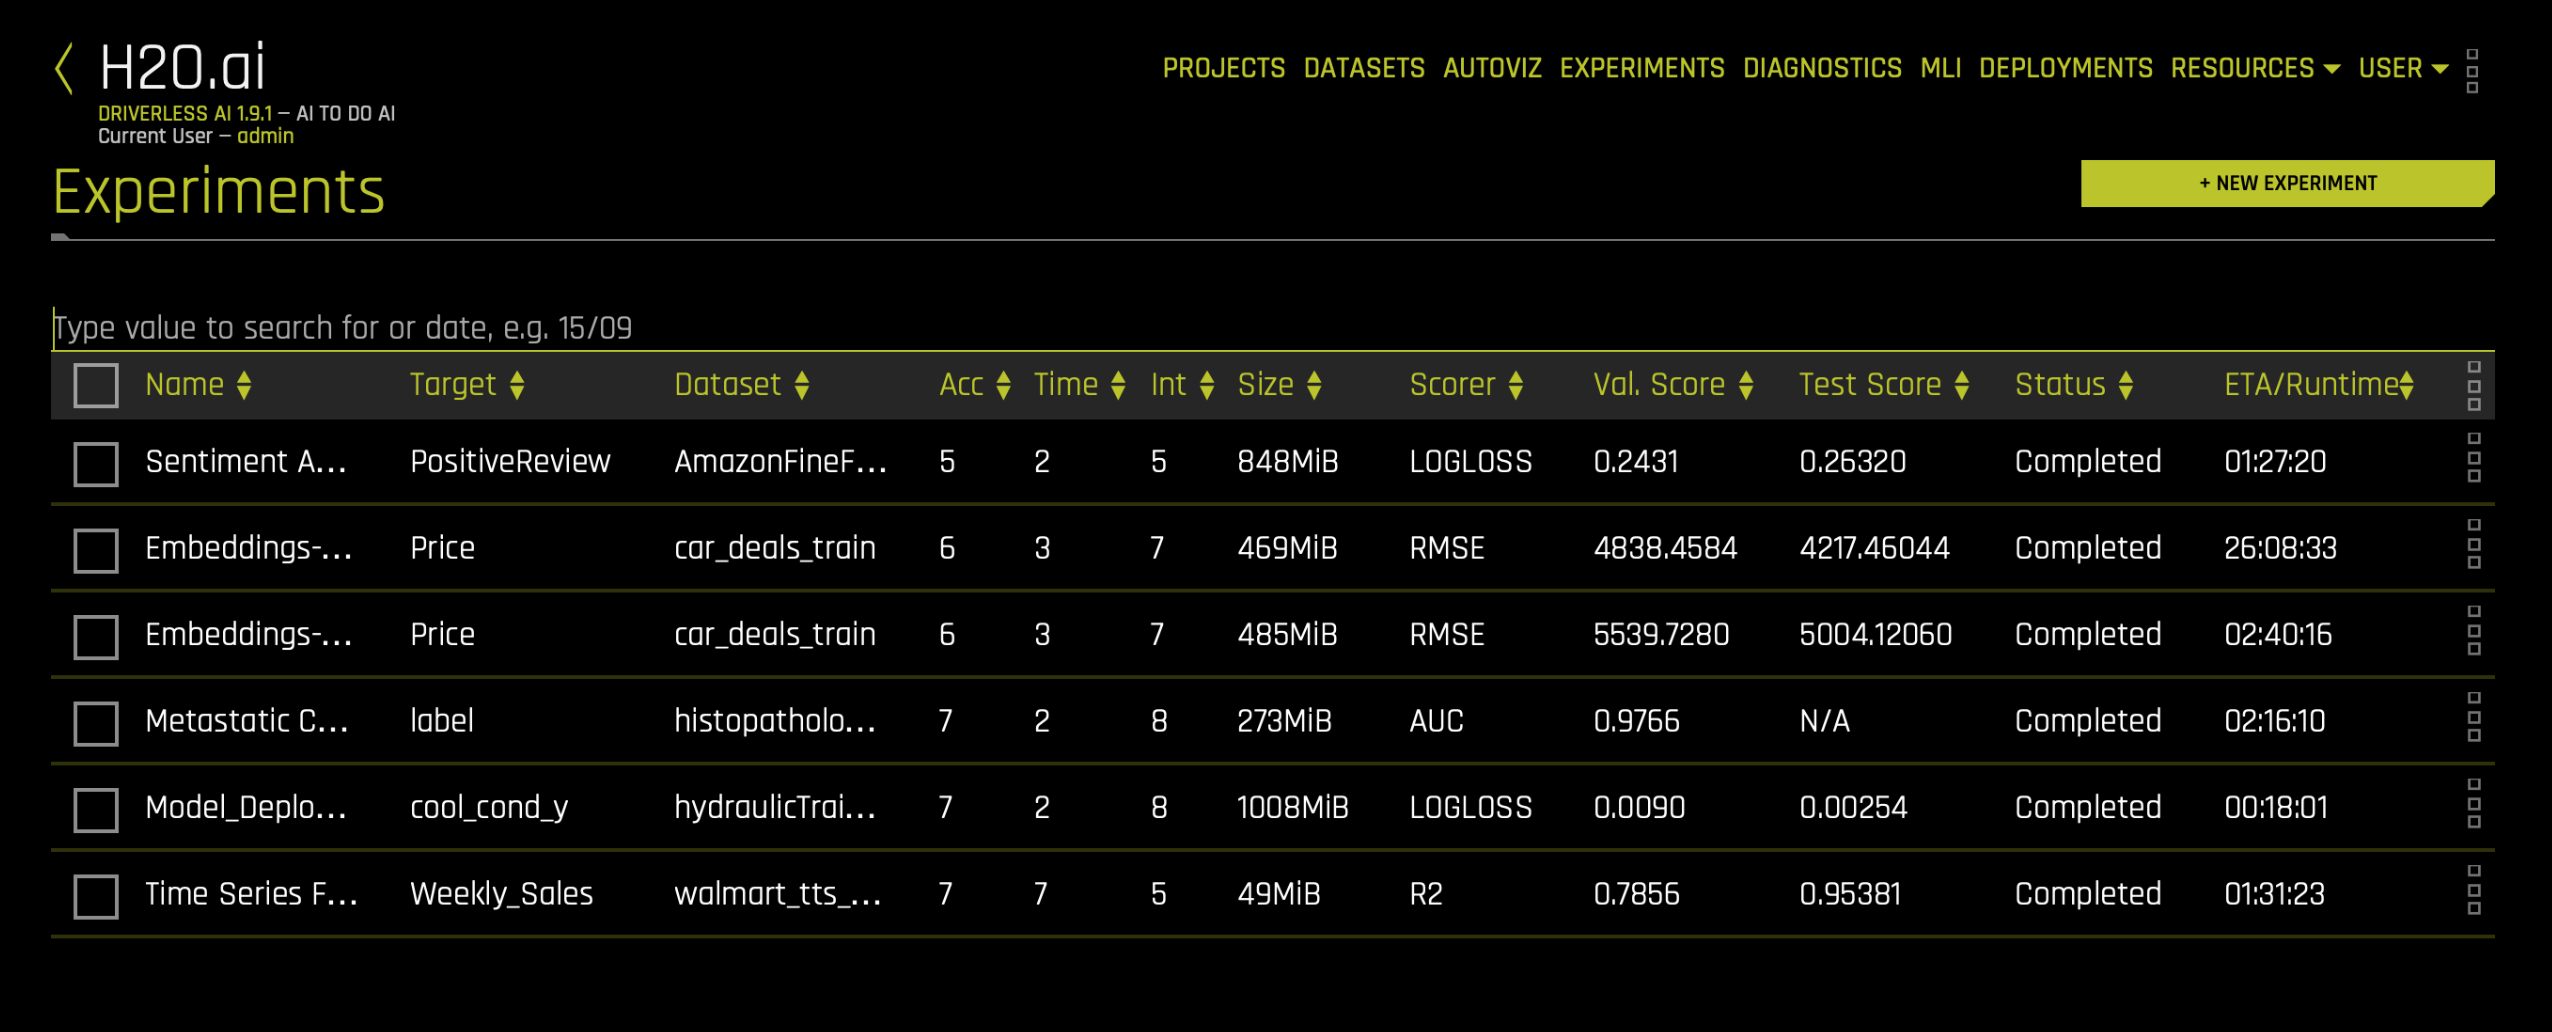 H2O.ai
DRIVERLESS AI 1.9.1 – AI TO DO AI
Current User – admin
PROJECTS DATASETS AUTOVIZ EXPERIMENTS DIAGNOSTICS MLI DEPLOYMENTS RESOURCES USER
Experiments
+ NEW EXPERIMENT
Type value to search for or date, e.g. 15/09
Name Target Dataset Acc Time Int Size Scorer Val. Score Test Score Status ETA/Runtime
Sentiment A... PositiveReview AmazonFineF... 5 2 5 848MiB LOGLOSS 0.2431 0.26320 Completed 01:27:20
Embeddings-... Price car_deals_train 6 3 7 469MiB RMSE 4838.4584 4217.46044 Completed 26:08:33
Embeddings-... Price car_deals_train 6 3 7 485MiB RMSE 5539.7280 5004.12060 Completed 02:40:16
Metastatic C... label histopatholo... 7 2 8 273MiB AUC 0.9766 N/A Completed 02:16:10
Model_Deplo... cool_cond_y hydraulicTrai... 7 2 8 1008MiB LOGLOSS 0.0090 0.00254 Completed 00:18:01
Time Series F... Weekly_Sales walmart_tts_... 7 7 5 49MiB R2 0.7856 0.95381 Completed 01:31:23